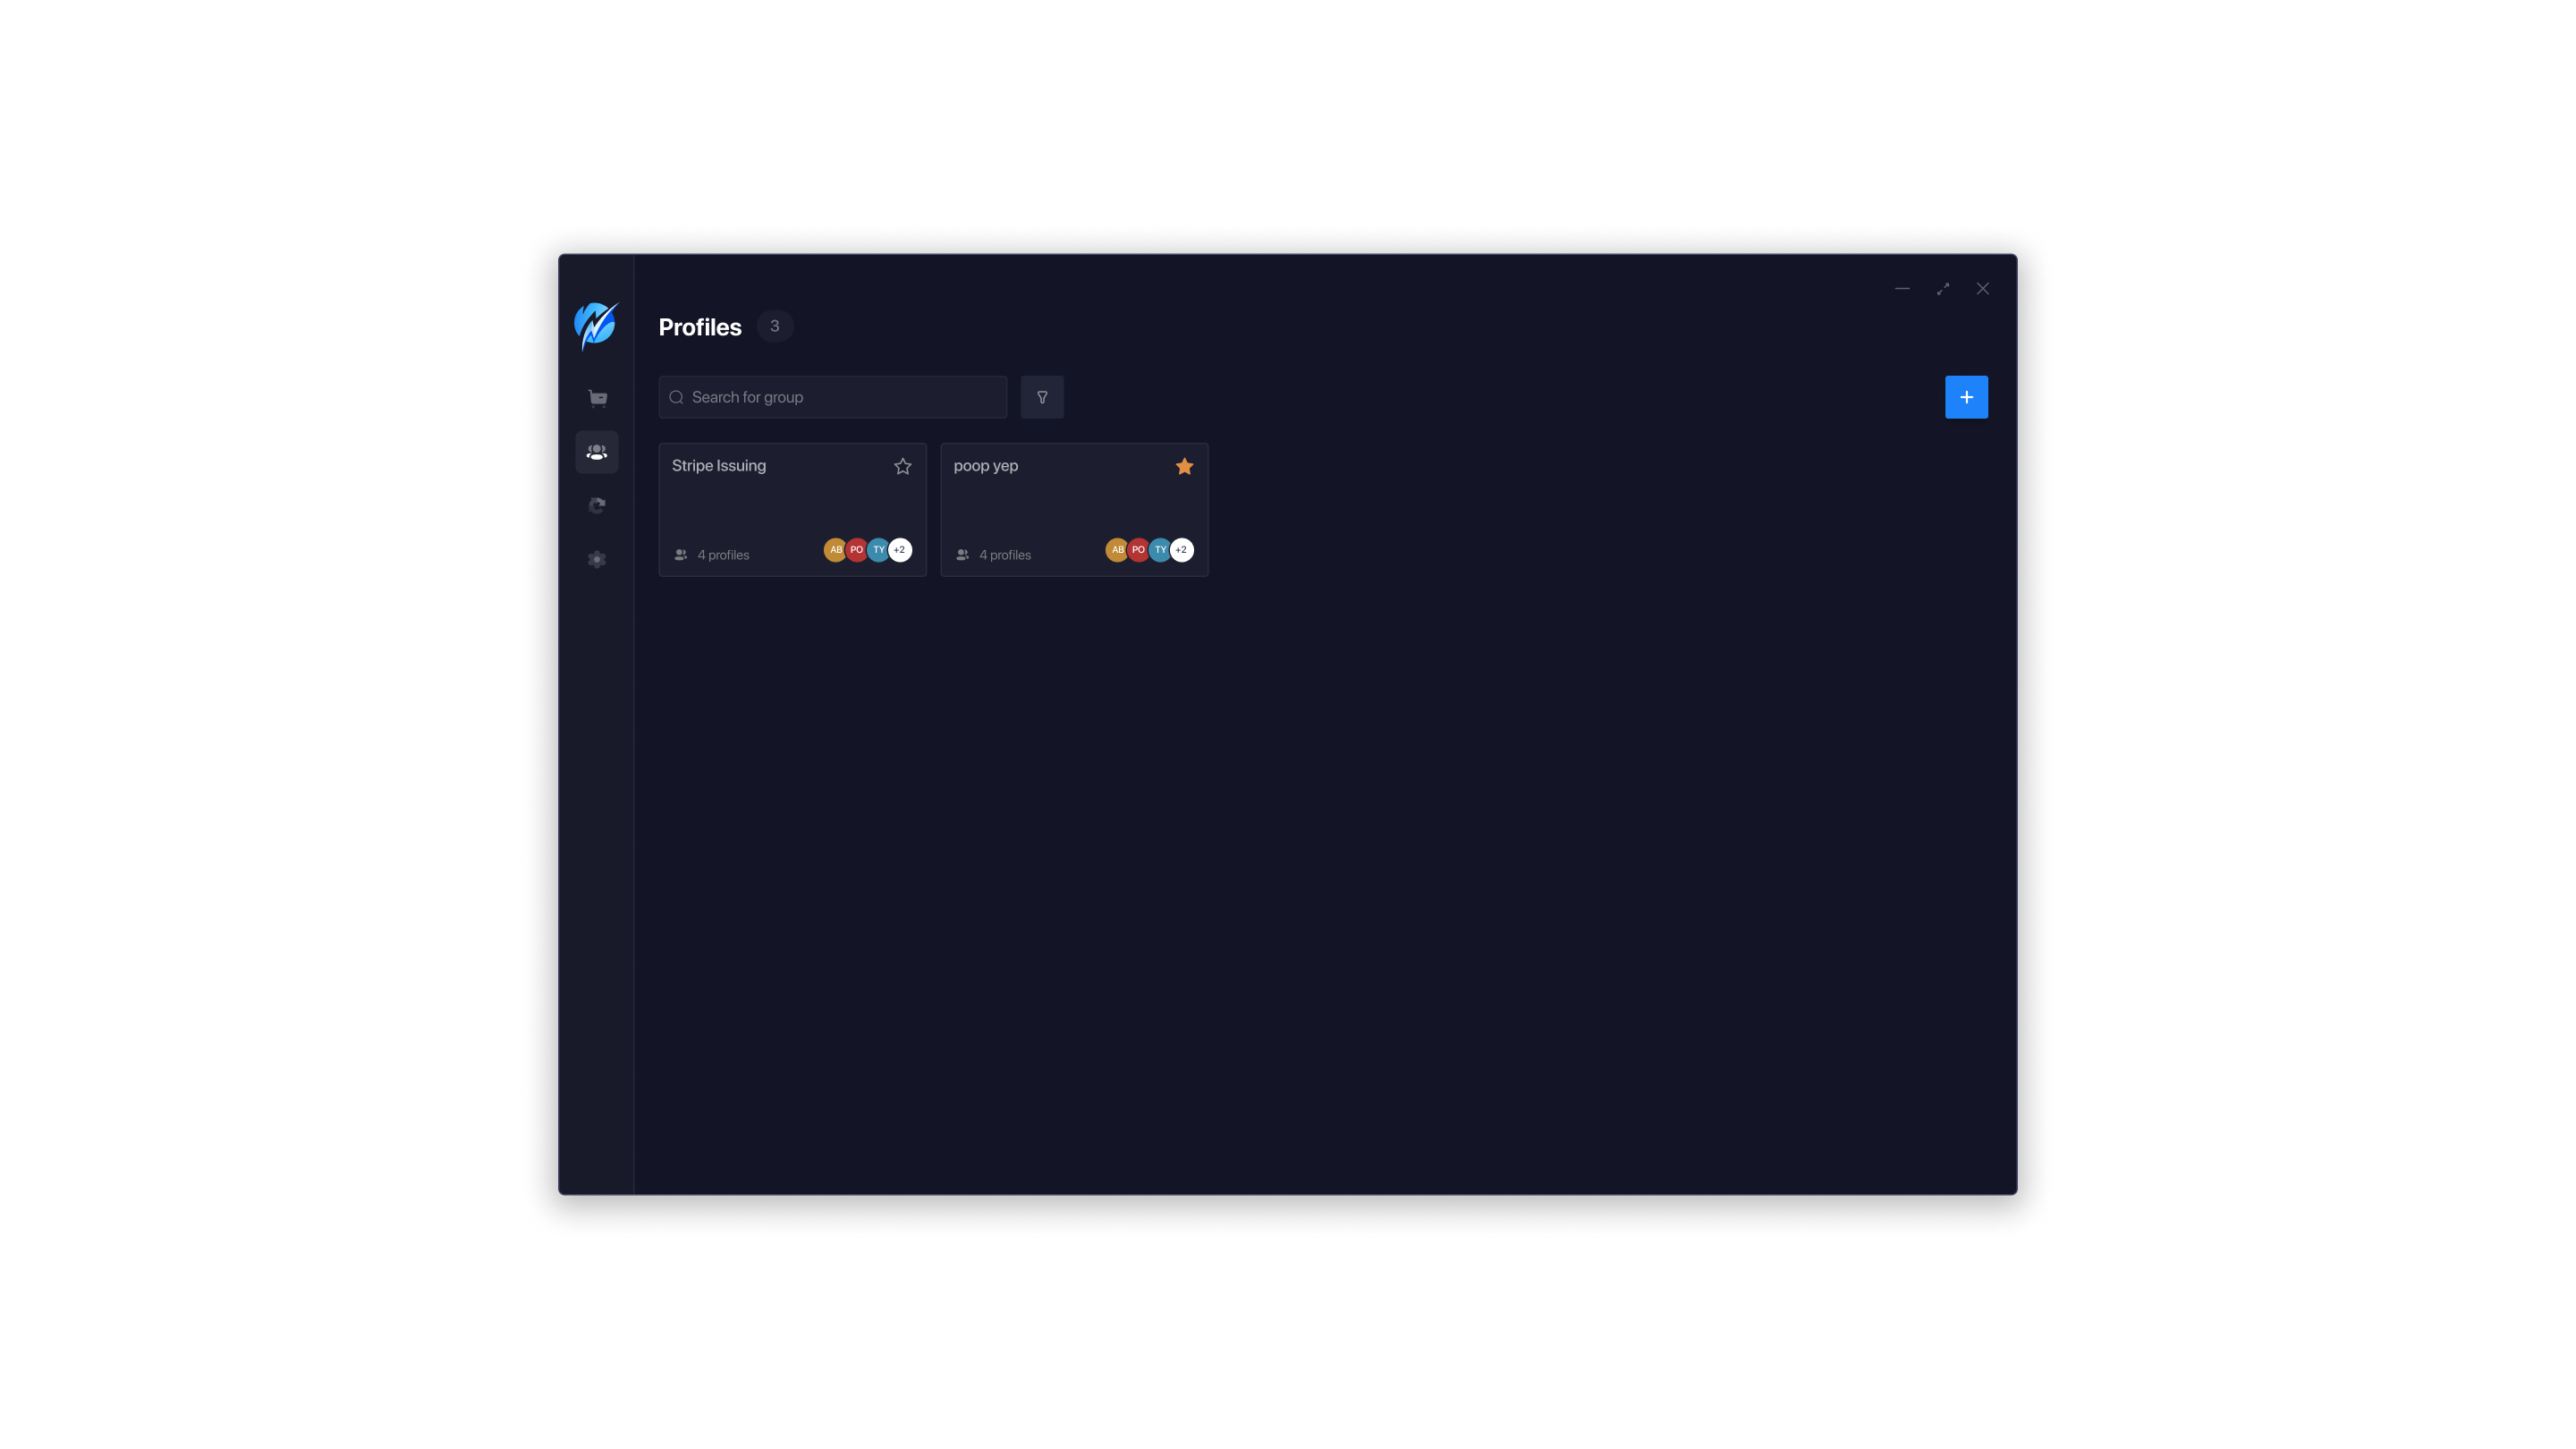 Profiles 3
Search for group
Stripe Issuing
4 profiles
AB PO TY +2
poop yep
4 profiles
AB PO TY +2